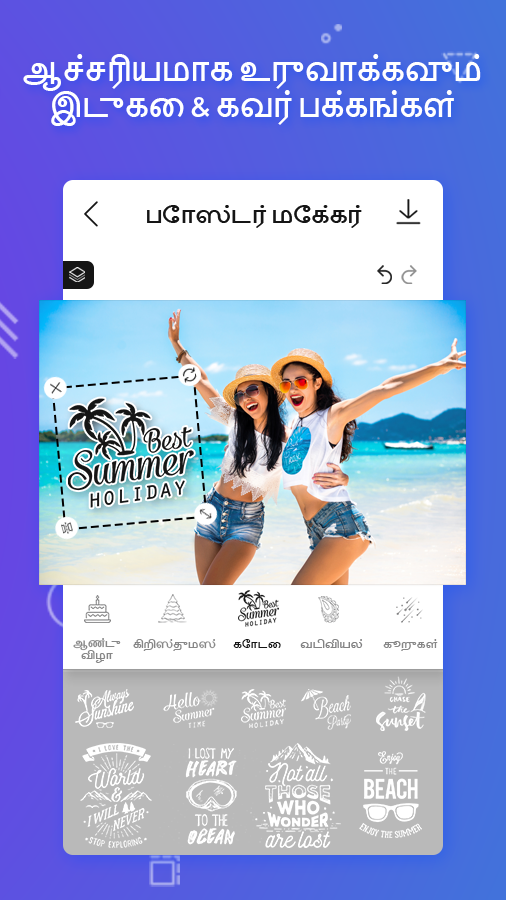 ஆச்சரியமாக உருவாக்கவும்
இடுகை & கவர் பக்கங்கள்
போஸ்டர் மேக்கர்
Best
Summer
HOLIDAY
Best
Summer
HOLIDAY
ஆண்டு
விழா
கிறிஸ்துமஸ்
கோடை
வடிவியல்
கூறுகள்
Always
Sunshine
Hello
Summer
TIME
Best
Summer
HOLIDAY
Beach
Party
CHASE
the
Sunset
I LOVE THE
World
&
I WILL NEVER
STOP EXPLORING
I LOST MY
HEART
TO THE
OCEAN
Not all
THOSE
WHO
WONDER
are lost
Enjoy
THE
BEACH
ENJOY THE SUMMER